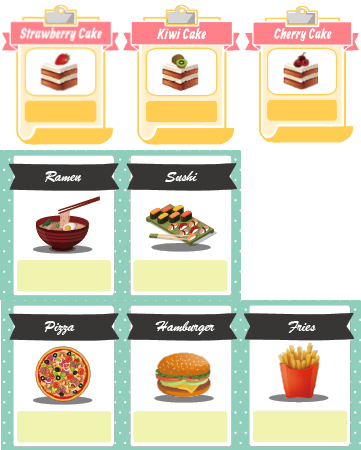 Strawberry Cake
Kiwi Cake
Cherry Cake
Ramen
Sushi
Pizza
Hamburger
Fries